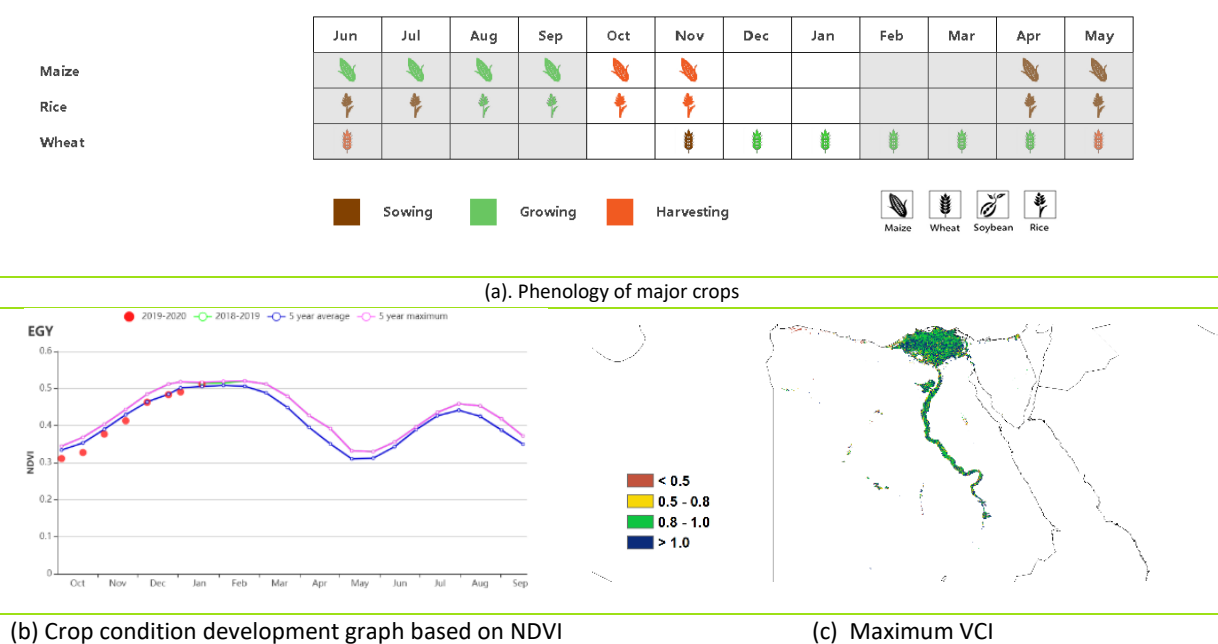 Jun Jul Aug Sep Oct Nov Dec Jan Feb Mar Apr May
Maize
Rice
Wheat
Sowing Growing Harvesting
Maize Wheat Soybean Rice
(a). Phenology of major crops
2019-2020 2018-2019 5 year average 5 year maximum
EGY
0.6
0.5
0.4
0.3
0.2
0.1
0
NDVI
Oct Nov Dec Jan Feb Mar Apr May Jun Jul Aug Sep
< 0.5
0.5 - 0.8
0.8 - 1.0
> 1.0
(b) Crop condition development graph based on NDVI (c) Maximum VCI